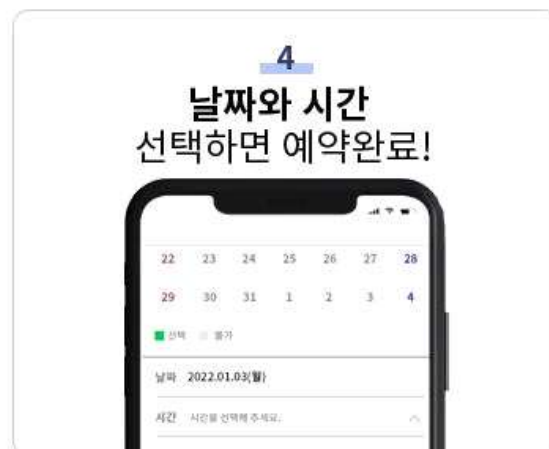 4
날짜와 시간
선택하면 예약완료!
22 23 24 25 26 27 28
29 30 31 1 2 3 4
선택 불가
날짜 2022.01.03(월)
시간 시간을 선택해 주세요.